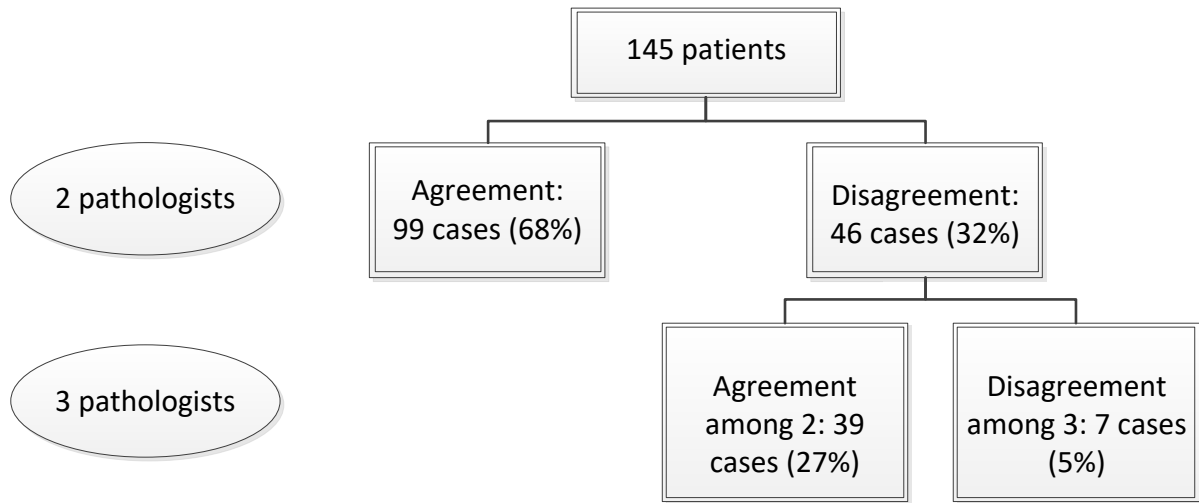 145 patients
2 pathologists
Agreement:
99 cases (68%)
Disagreement:
46 cases (32%)
3 pathologists
Agreement
among 2: 39
cases (27%)
Disagreement
among 3: 7 cases
(5%)